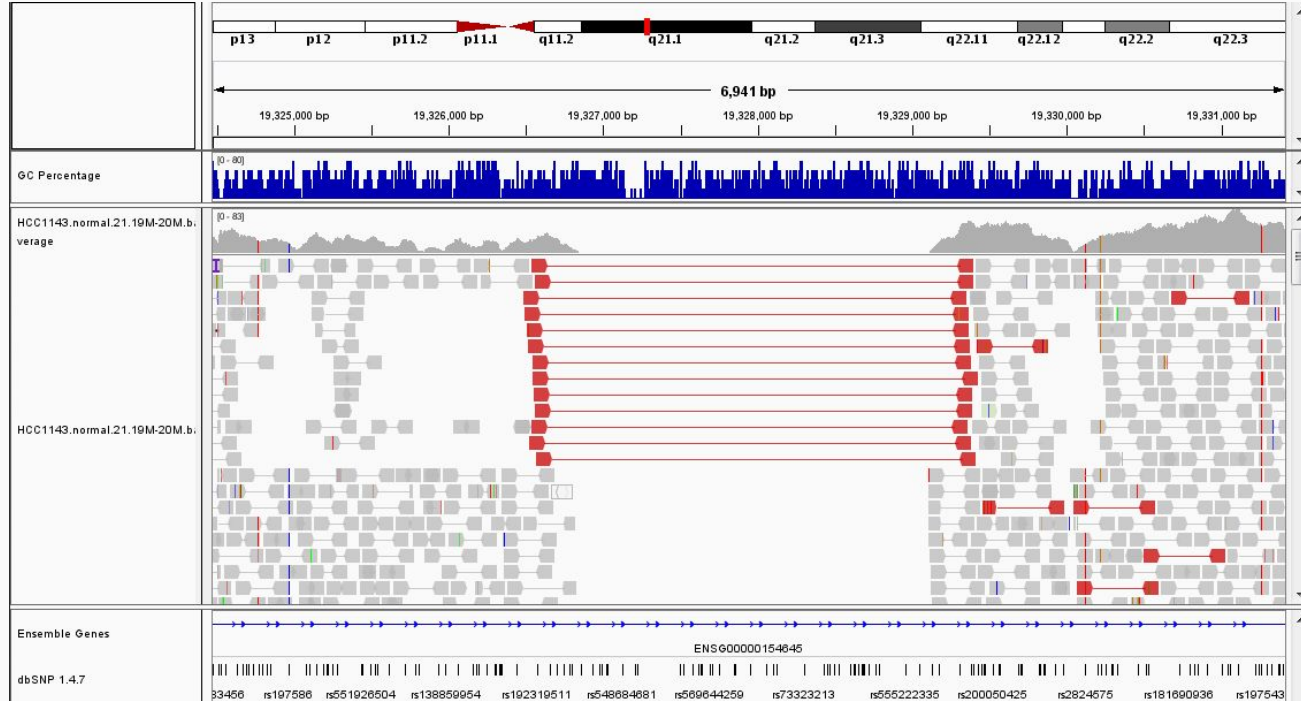 p13 p12 p11.2 p11.1 q11.2 q21.1 q21.2 q21.3 q22.11 q22.12 q22.2 q22.3
6,941 bp
19,325,000 bp 19,326,000 bp 19,327,000 bp 19,328,000 bp 19,329,000 bp 19,330,000 bp 19,331,000 bp
[0 - 80]
GC Percentage
[0 - 83]
HCC1143.normal.21.19M-20M.b
verage
HCC1143.normal.21.19M-20M.b
Ensemble Genes
ENSG00000154645
dbSNP 1.4.7
33456 rs197586 rs551926504 rs138859954 rs1922319511 rs548684681 rs569644259 rs73323213 rs555222335 rs200050425 rs2824575 rs181690936 rs197543